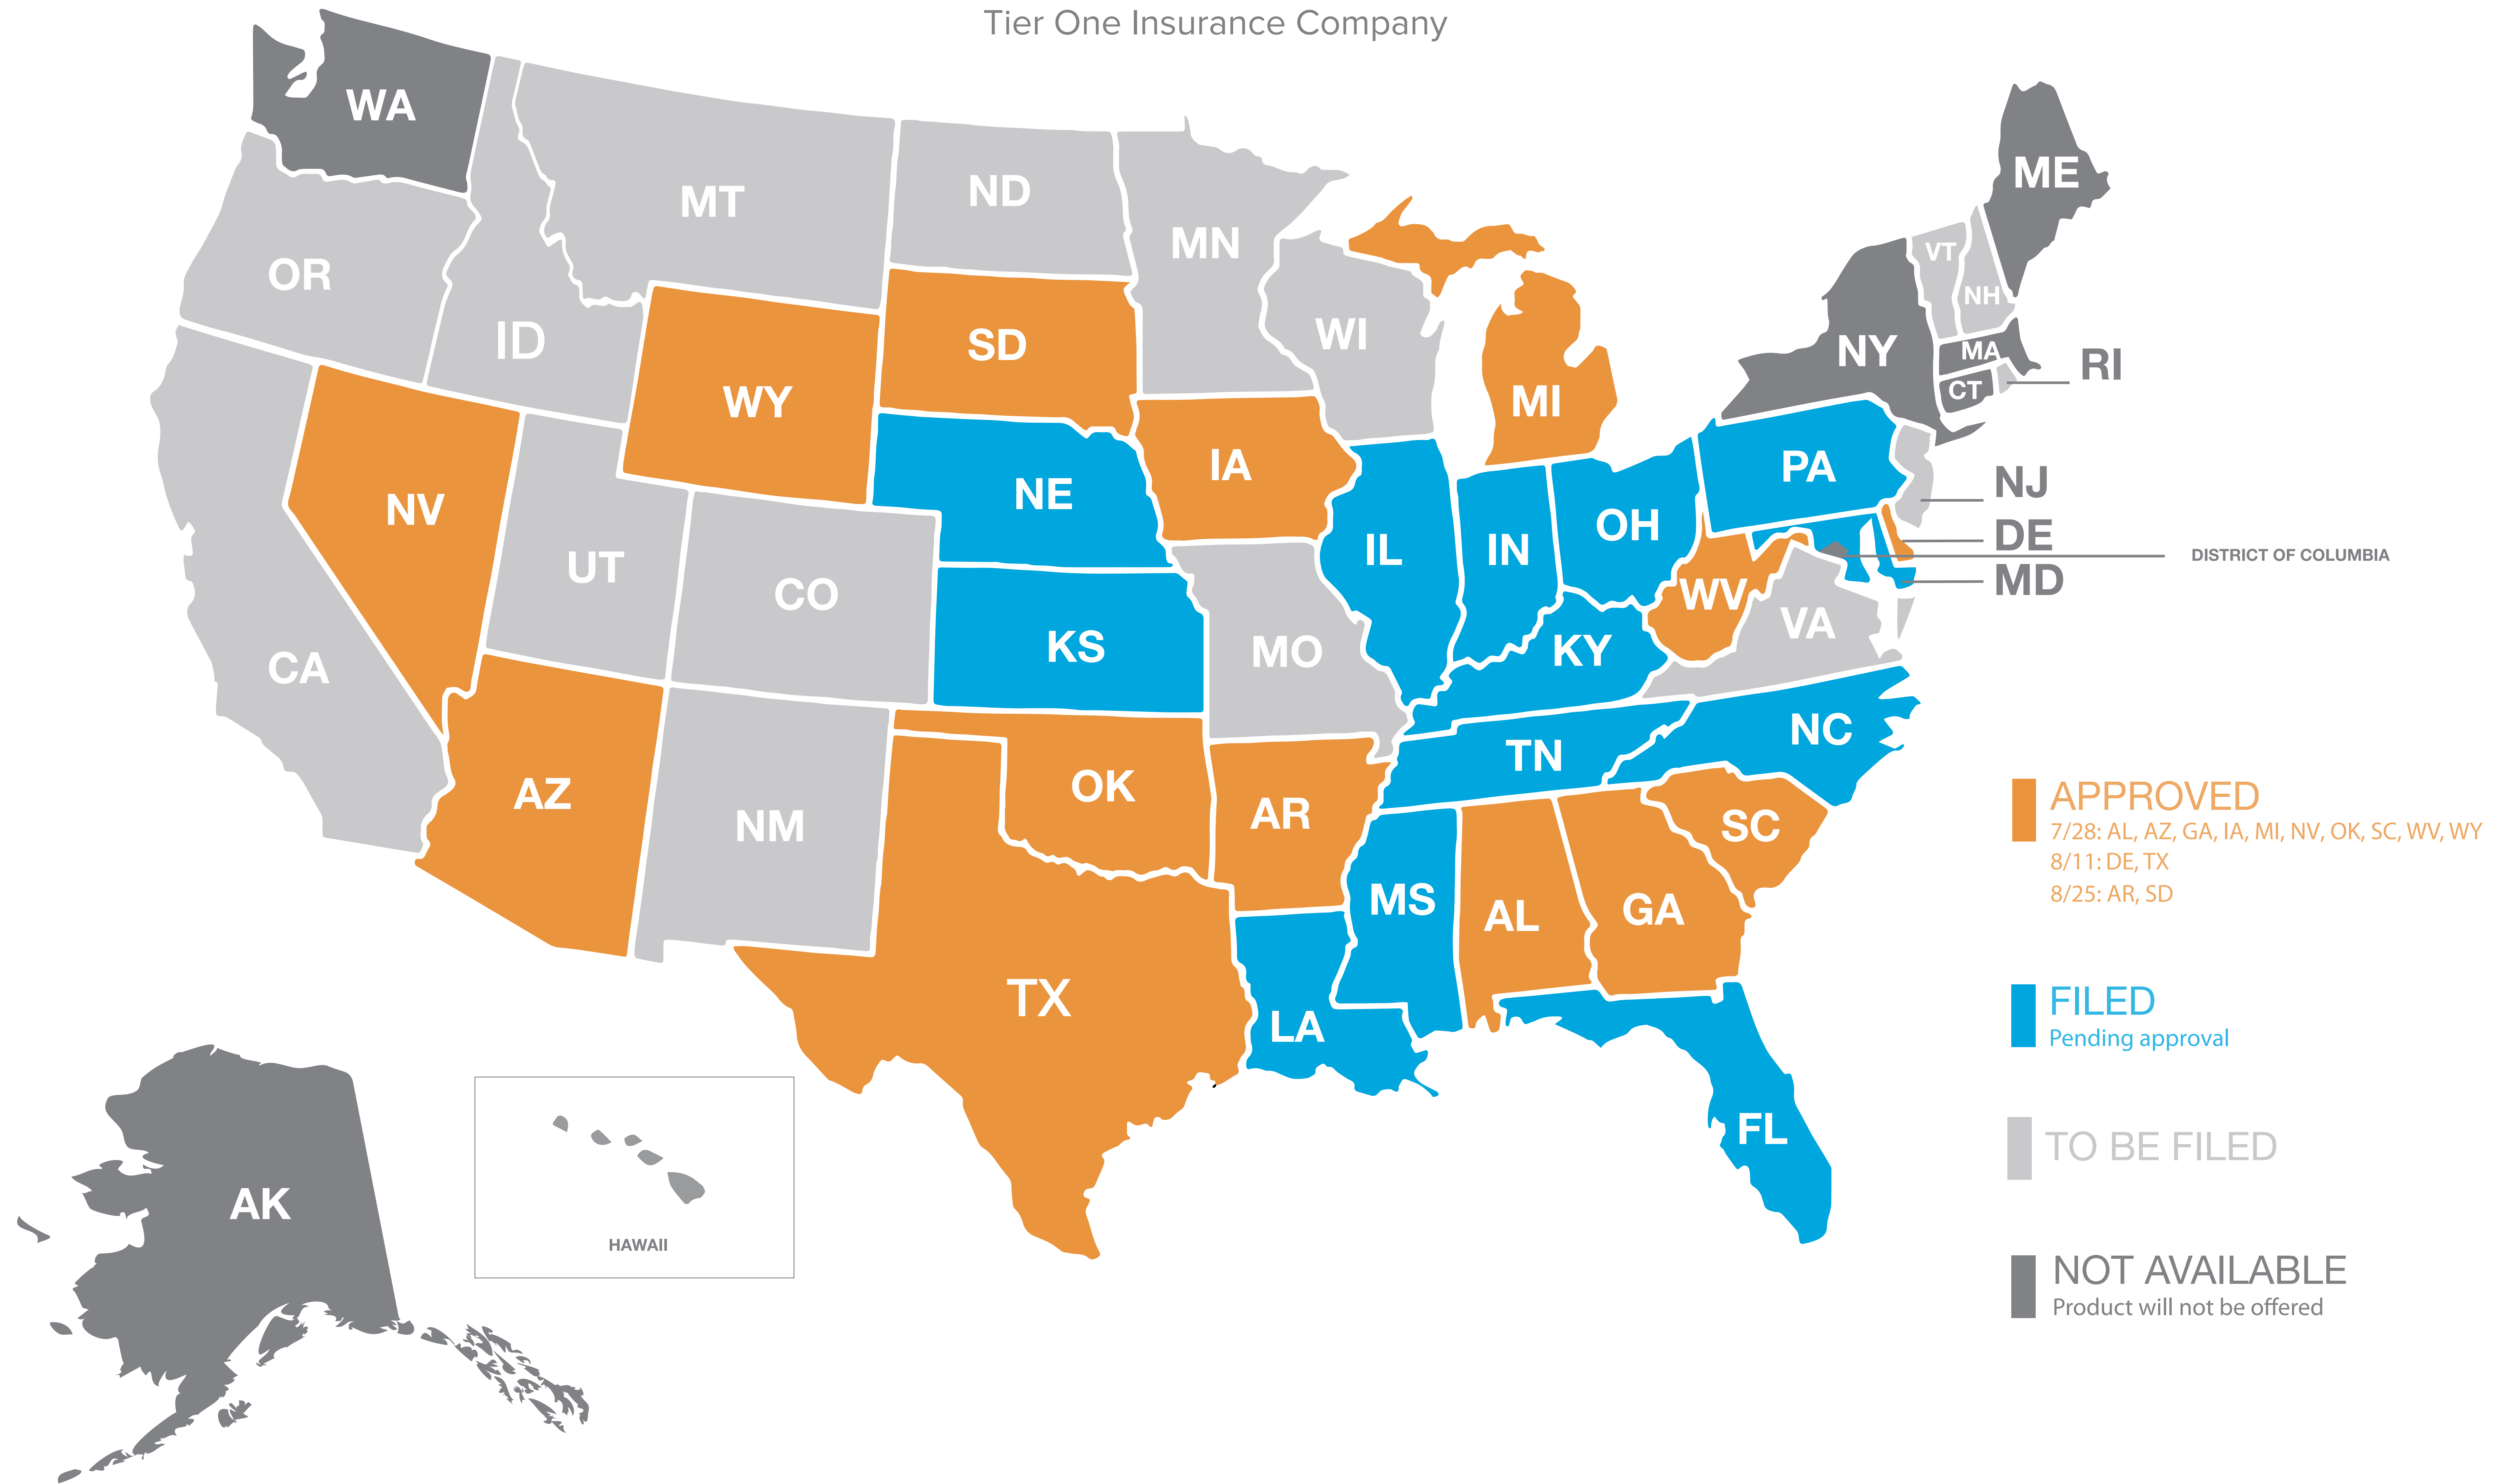 Tier One Insurance Company
WA
ME
MT
ND
MN
VT
OR
NH
ID
SD
WI
NY
MA
RI
WY
MI
CT
IA
PA
NE
NJ
NV
OH
DE
IL
IN
DISTRICT OF COLUMBIA
UT
MD
CO
WV
VA
KS
MO
KY
CA
NC
TN
OK
AZ
APPROVED
AR
SC
NM
7/28: AL, AZ, GA, IA, MI, NV, OK, SC, WV, WY
8/11: DE, TX
MS
8/25: AR, SD
AL
GA
TX
FILED
LA
Pending approval
FL
TO BE FILED
AK
HAWAII
NOT AVAILABLE
Product will not be offered